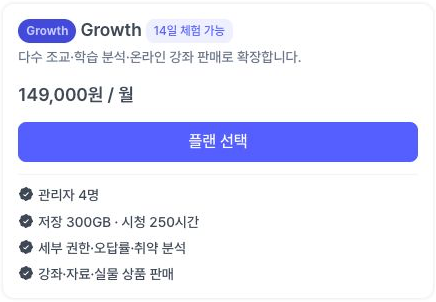 Growth Growth 14일 체험 가능
다수 조교·학습 분석·온라인 강좌 판매로 확장합니다.
149,000원 / 월
플랜 선택
관리자 4명
저장 300GB · 시청 250시간
세부 권한·오답률·취약 분석
강좌·자료·실물 상품 판매